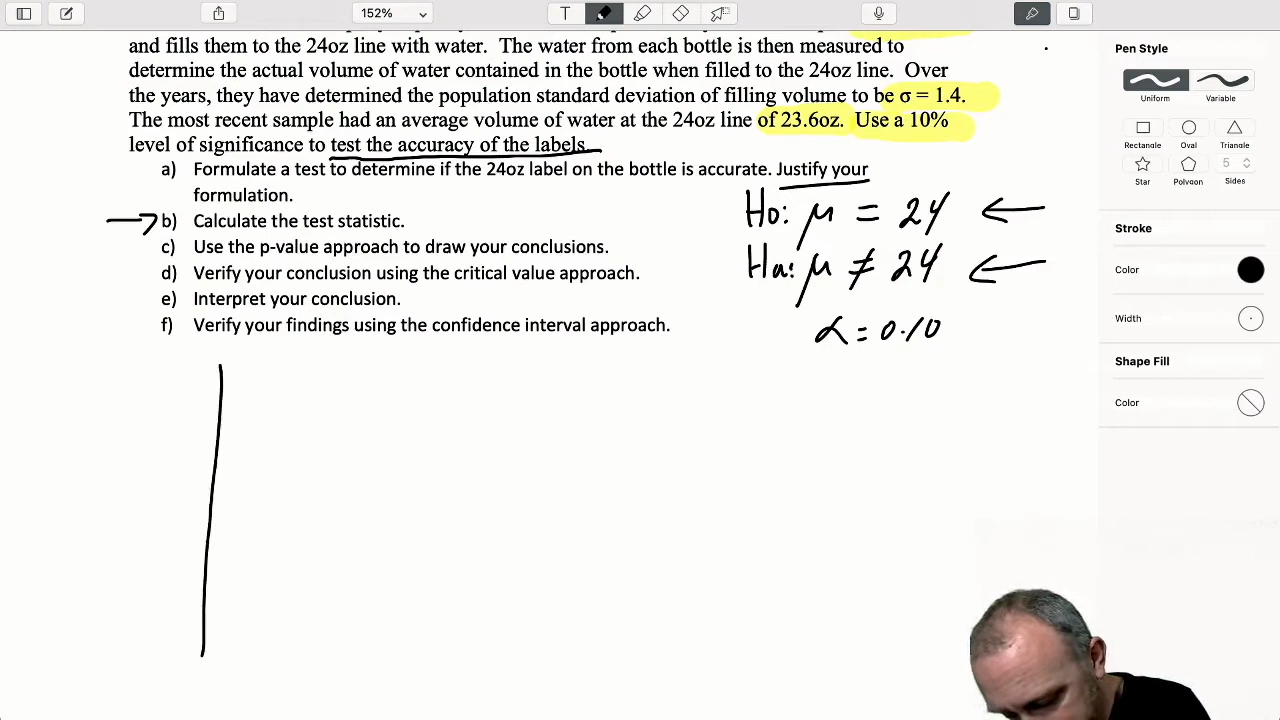 152%
T
and fills them to the 24oz line with water. The water from each bottle is then measured to
determine the actual volume of water contained in the bottle when filled to the 24oz line. Over
the years, they have determined the population standard deviation of filling volume to be σ = 1.4.
The most recent sample had an average volume of water at the 24oz line of 23.6oz. Use a 10%
level of significance to test the accuracy of the labels.
a) Formulate a test to determine if the 24oz label on the bottle is accurate. Justify your
formulation.
b) Calculate the test statistic.
c) Use the p-value approach to draw your conclusions.
d) Verify your conclusion using the critical value approach.
e) Interpret your conclusion.
f) Verify your findings using the confidence interval approach.
Ho: μ = 24
Ha: μ ≠ 24
α = 0.10
Pen Style
Uniform Variable
Rectangle Oval Triangle
Star Polygon 5 Sides
Stroke
Color
Width
Shape Fill
Color